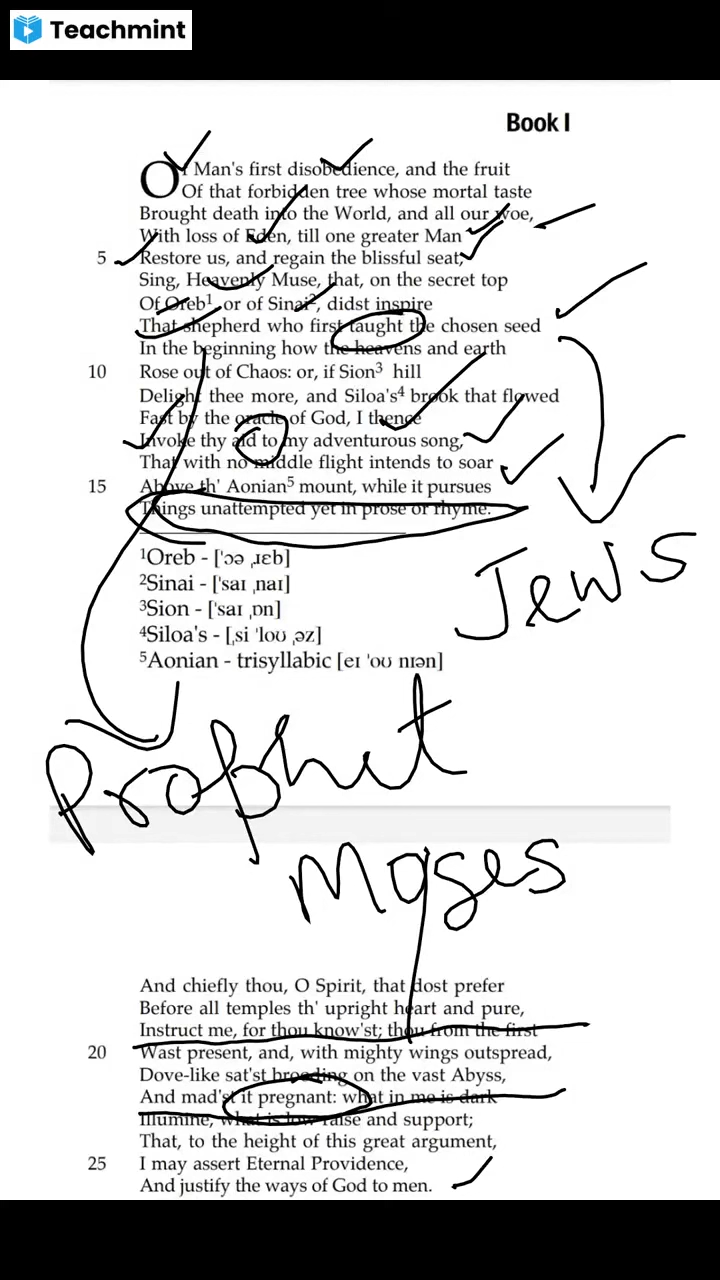 Teachmint
Book I
Of Man's first disobedience, and the fruit
Of that forbidden tree whose mortal taste
Brought death into the World, and all our woe,
With loss of Eden, till one greater Man
5 Restore us, and regain the blissful seat,
Sing, Heavenly Muse, that, on the secret top
Of Oreb¹, or of Sinai², didst inspire
That shepherd who first taught the chosen seed
In the beginning how the heavens and earth
10 Rose out of Chaos: or, if Sion³ hill
Delight thee more, and Siloa's⁴ brook that flowed
Fast by the oracle of God, I thence
Invoke thy aid to my adventurous song,
That with no middle flight intends to soar
15 Above th' Aonian⁵ mount, while it pursues
Things unattempted yet in prose or rhyme.
¹Oreb - ['ɔə ˌɹɛb]
²Sinai - ['saɪ ˌnaɪ]
³Sion - ['saɪ ˌɒn]
⁴Siloa's - [ˌsi 'loʊ ˌəz]
⁵Aonian - trisyllabic [eɪ 'oʊ nɪən]
Jews
Prophet
Moses
And chiefly thou, O Spirit, that dost prefer
Before all temples th' upright heart and pure,
Instruct me, for thou know'st; thou from the first
20 Wast present, and, with mighty wings outspread,
Dove-like sat'st brooding on the vast Abyss,
And mad'st it pregnant: what in me is dark
Illumine, what is low raise and support;
That, to the height of this great argument,
25 I may assert Eternal Providence,
And justify the ways of God to men.